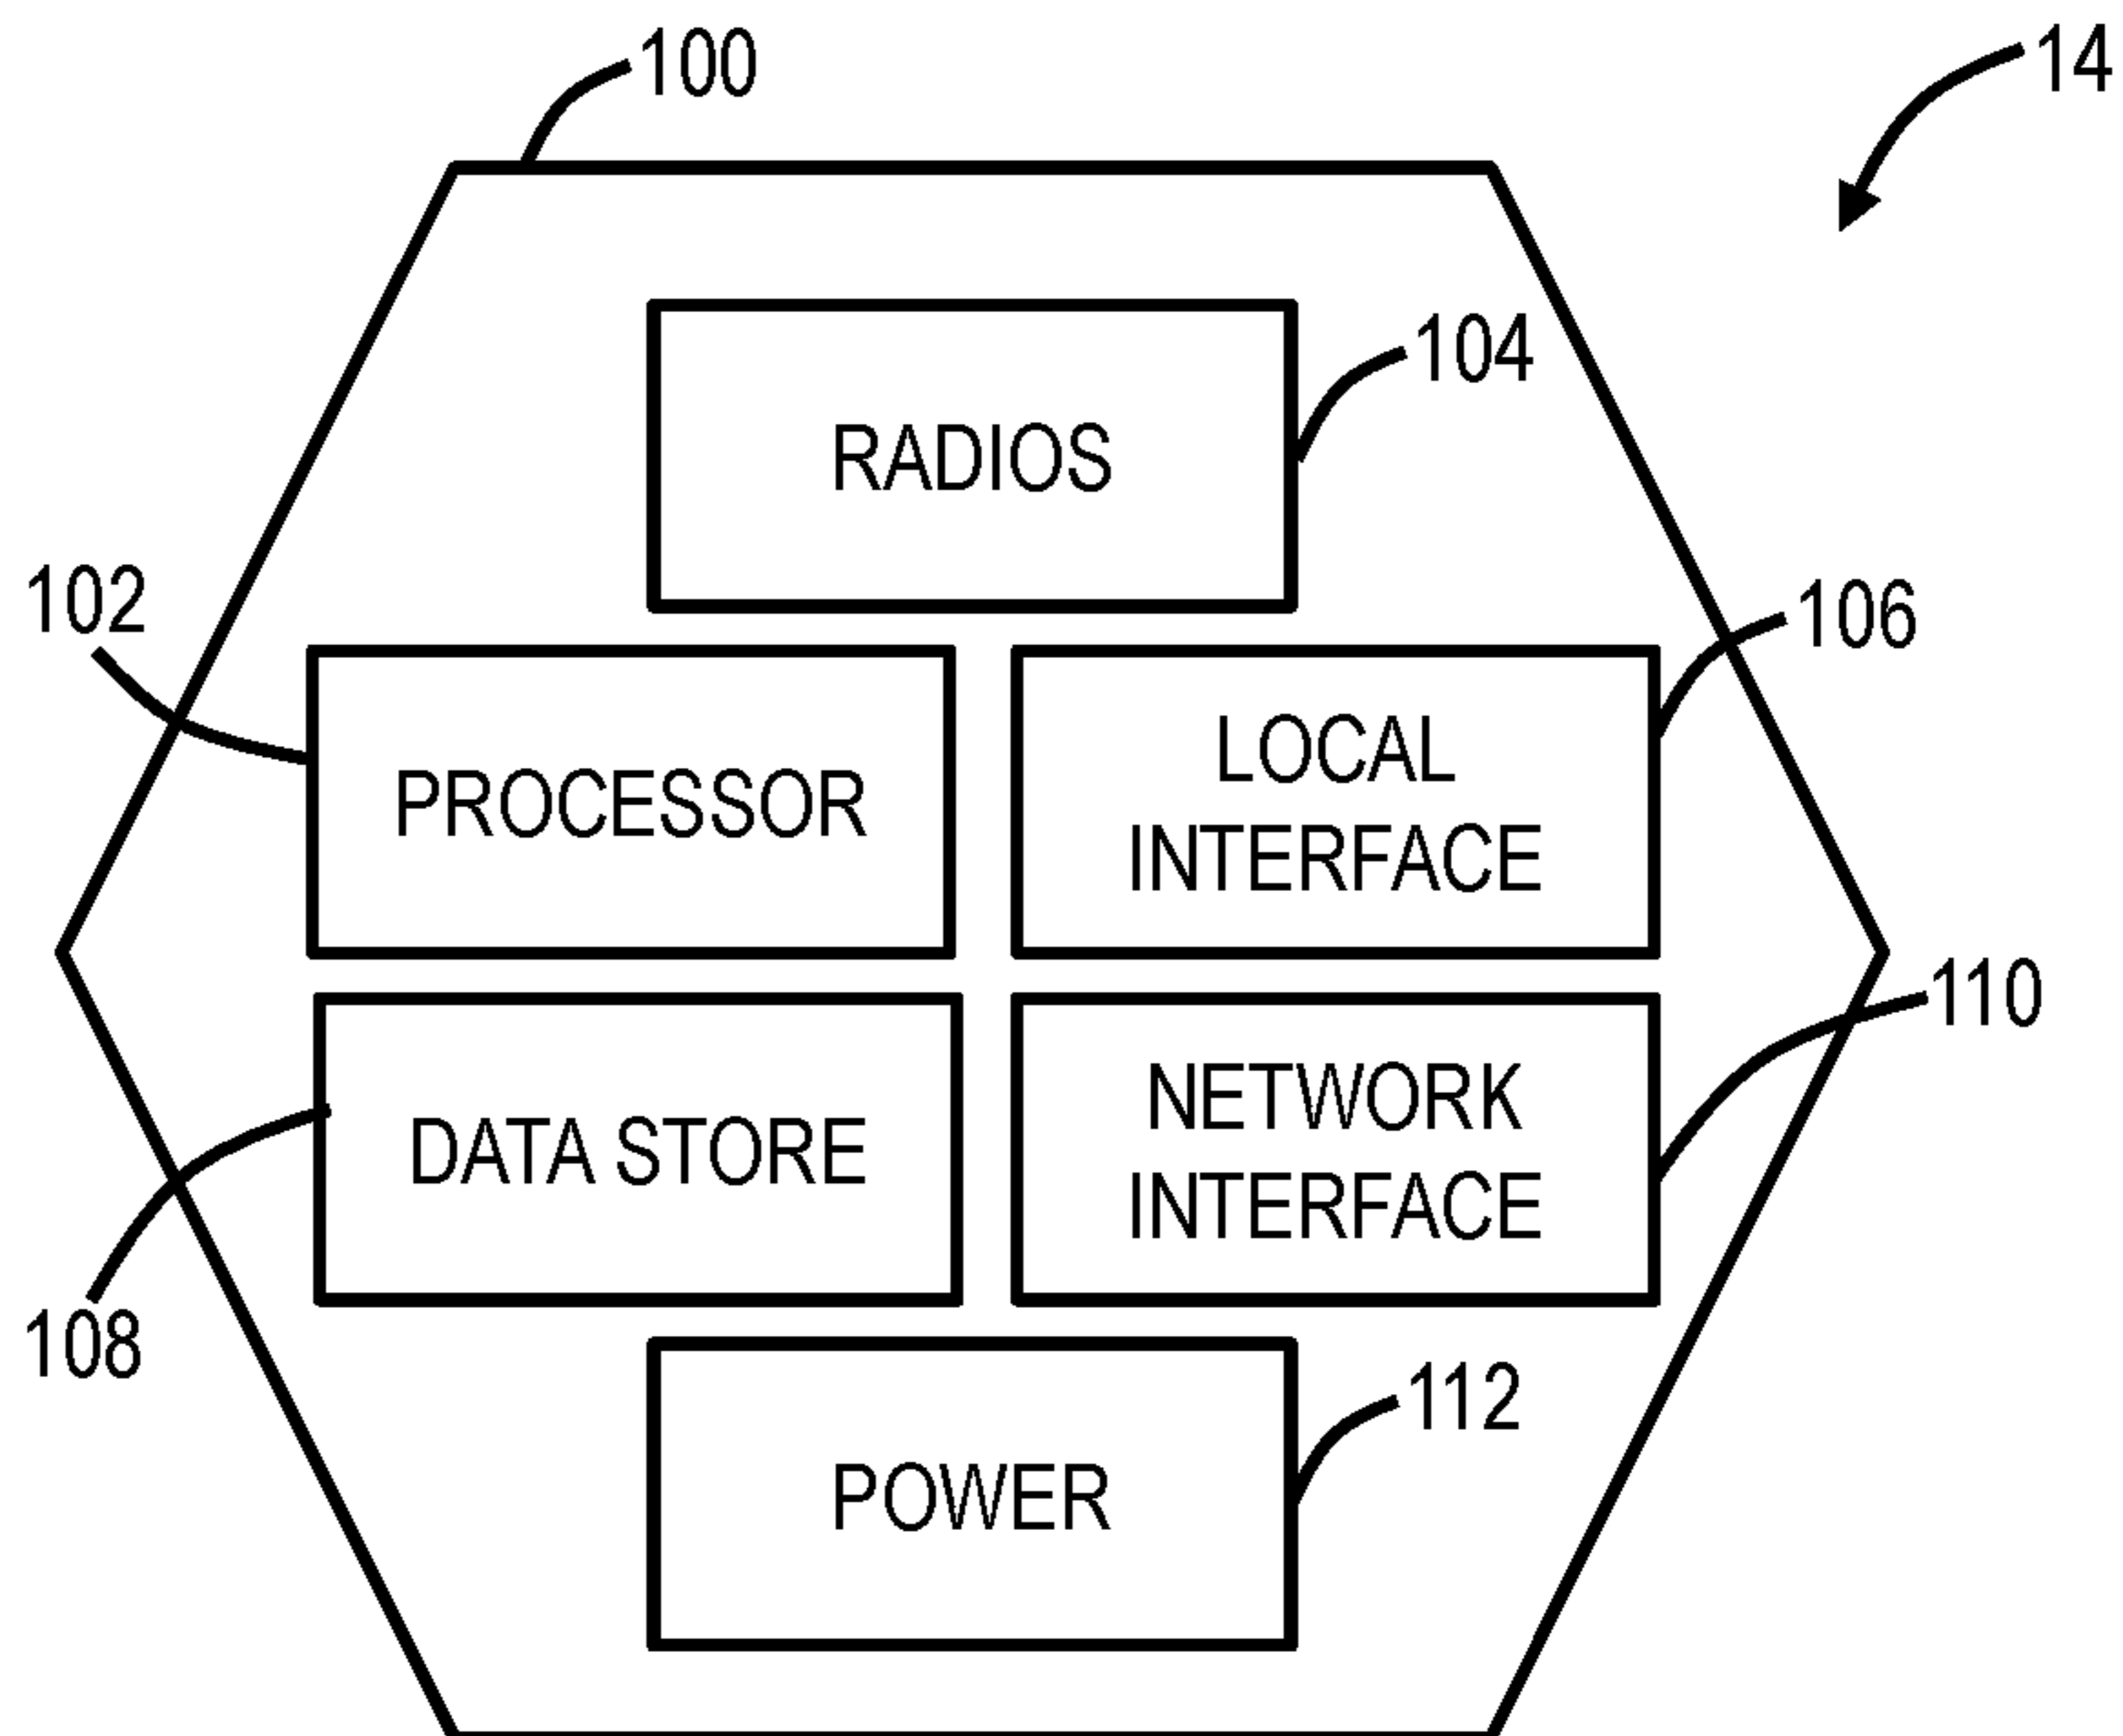 100
14
RADIOS
104
102
106
PROCESSOR
LOCAL
INTERFACE
110
DATA STORE
NETWORK
INTERFACE
108
112
POWER